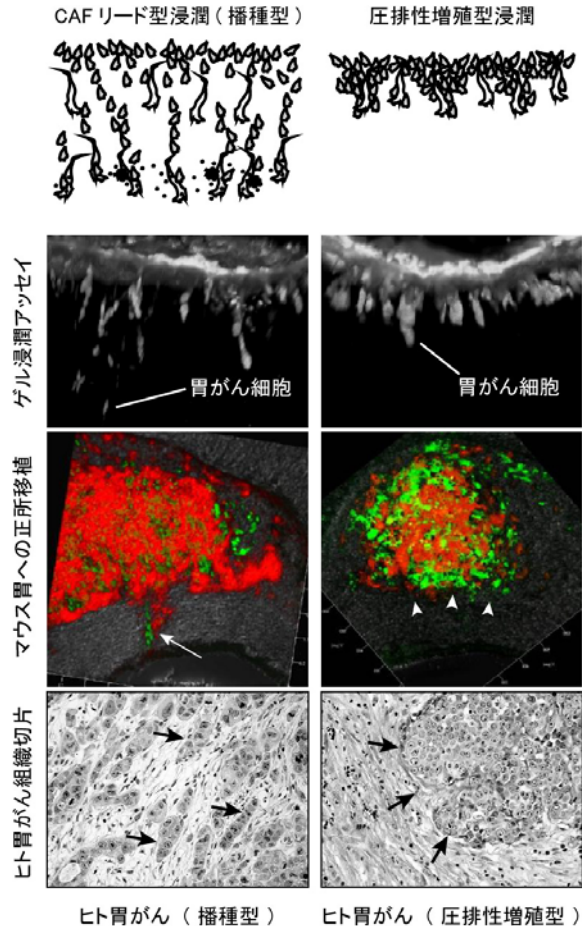 CAF リード型浸潤 ( 播種型 )
圧排性増殖型浸潤
ゲル浸潤アッセイ
胃がん細胞
胃がん細胞
マウス胃への正所移植
ヒト胃がん組織切片
ヒト胃がん ( 播種型 )
ヒト胃がん ( 圧排性増殖型 )